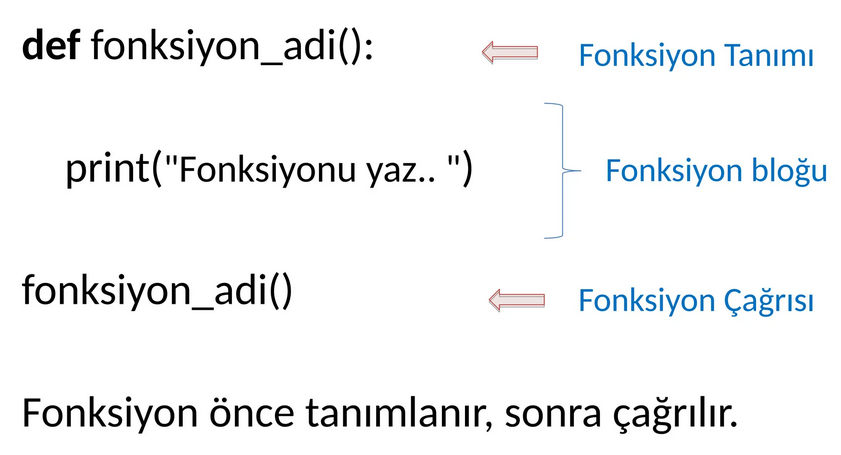 def fonksiyon_adi():
Fonksiyon Tanımı
print("Fonksiyonu yaz.. ")
Fonksiyon bloğu
fonksiyon_adi()
Fonksiyon Çağrısı
Fonksiyon önce tanımlanır, sonra çağrılır.